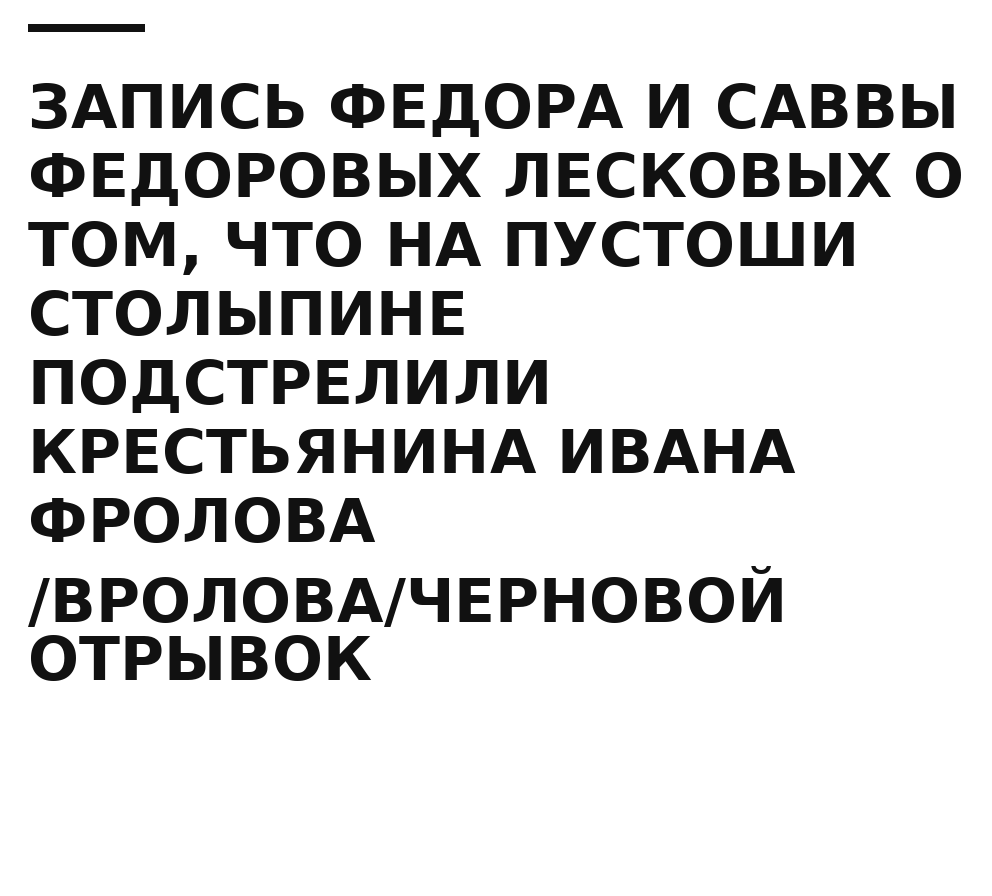 ЗАПИСЬ ФЕДОРА И САВВЫ
ФЕДОРОВЫХ ЛЕСКОВЫХ О
ТОМ, ЧТО НА ПУСТОШИ
СТОЛЫПИНЕ
ПОДСТРЕЛИЛИ
КРЕСТЬЯНИНА ИВАНА
ФРОЛОВА
/ВРОЛОВА/ЧЕРНОВОЙ
ОТРЫВОК